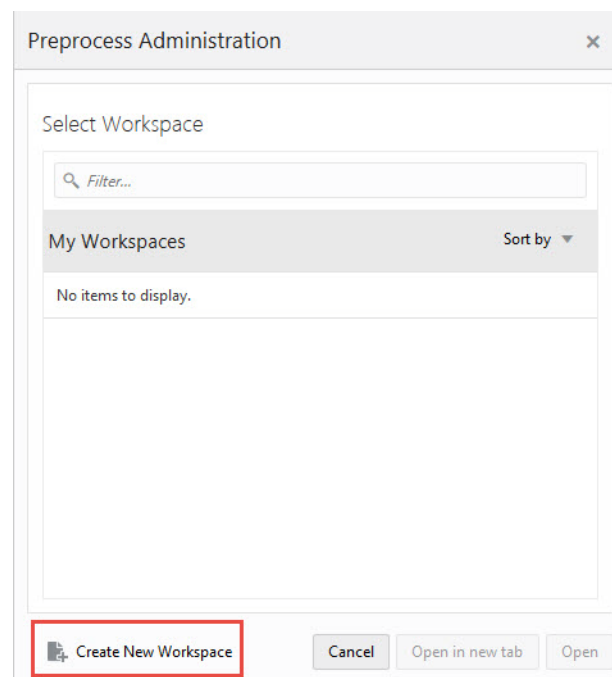 Preprocess Administration
Select Workspace
Filter...
My Workspaces Sort by
No items to display.
Create New Workspace Cancel Open in new tab Open